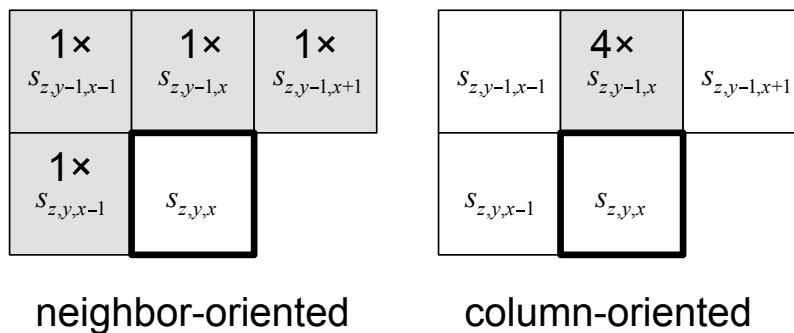 1× 1× 1× 4×
s_{z,y−1,x−1} s_{z,y−1,x} s_{z,y−1,x+1} s_{z,y−1,x−1} s_{z,y−1,x} s_{z,y−1,x+1}
1×
s_{z,y,x−1} s_{z,y,x} s_{z,y,x−1} s_{z,y,x}
neighbor-oriented column-oriented